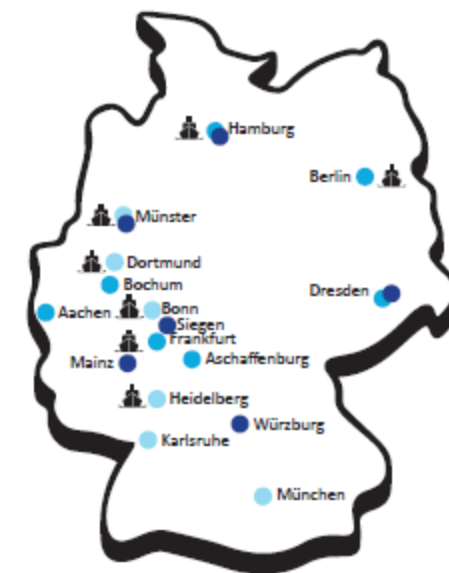 Hamburg
Berlin
Münster
Dortmund
Bochum
Dresden
Aachen
Bonn
Siegen
Frankfurt
Mainz
Aschaffenburg
Heidelberg
Würzburg
Karlsruhe
München